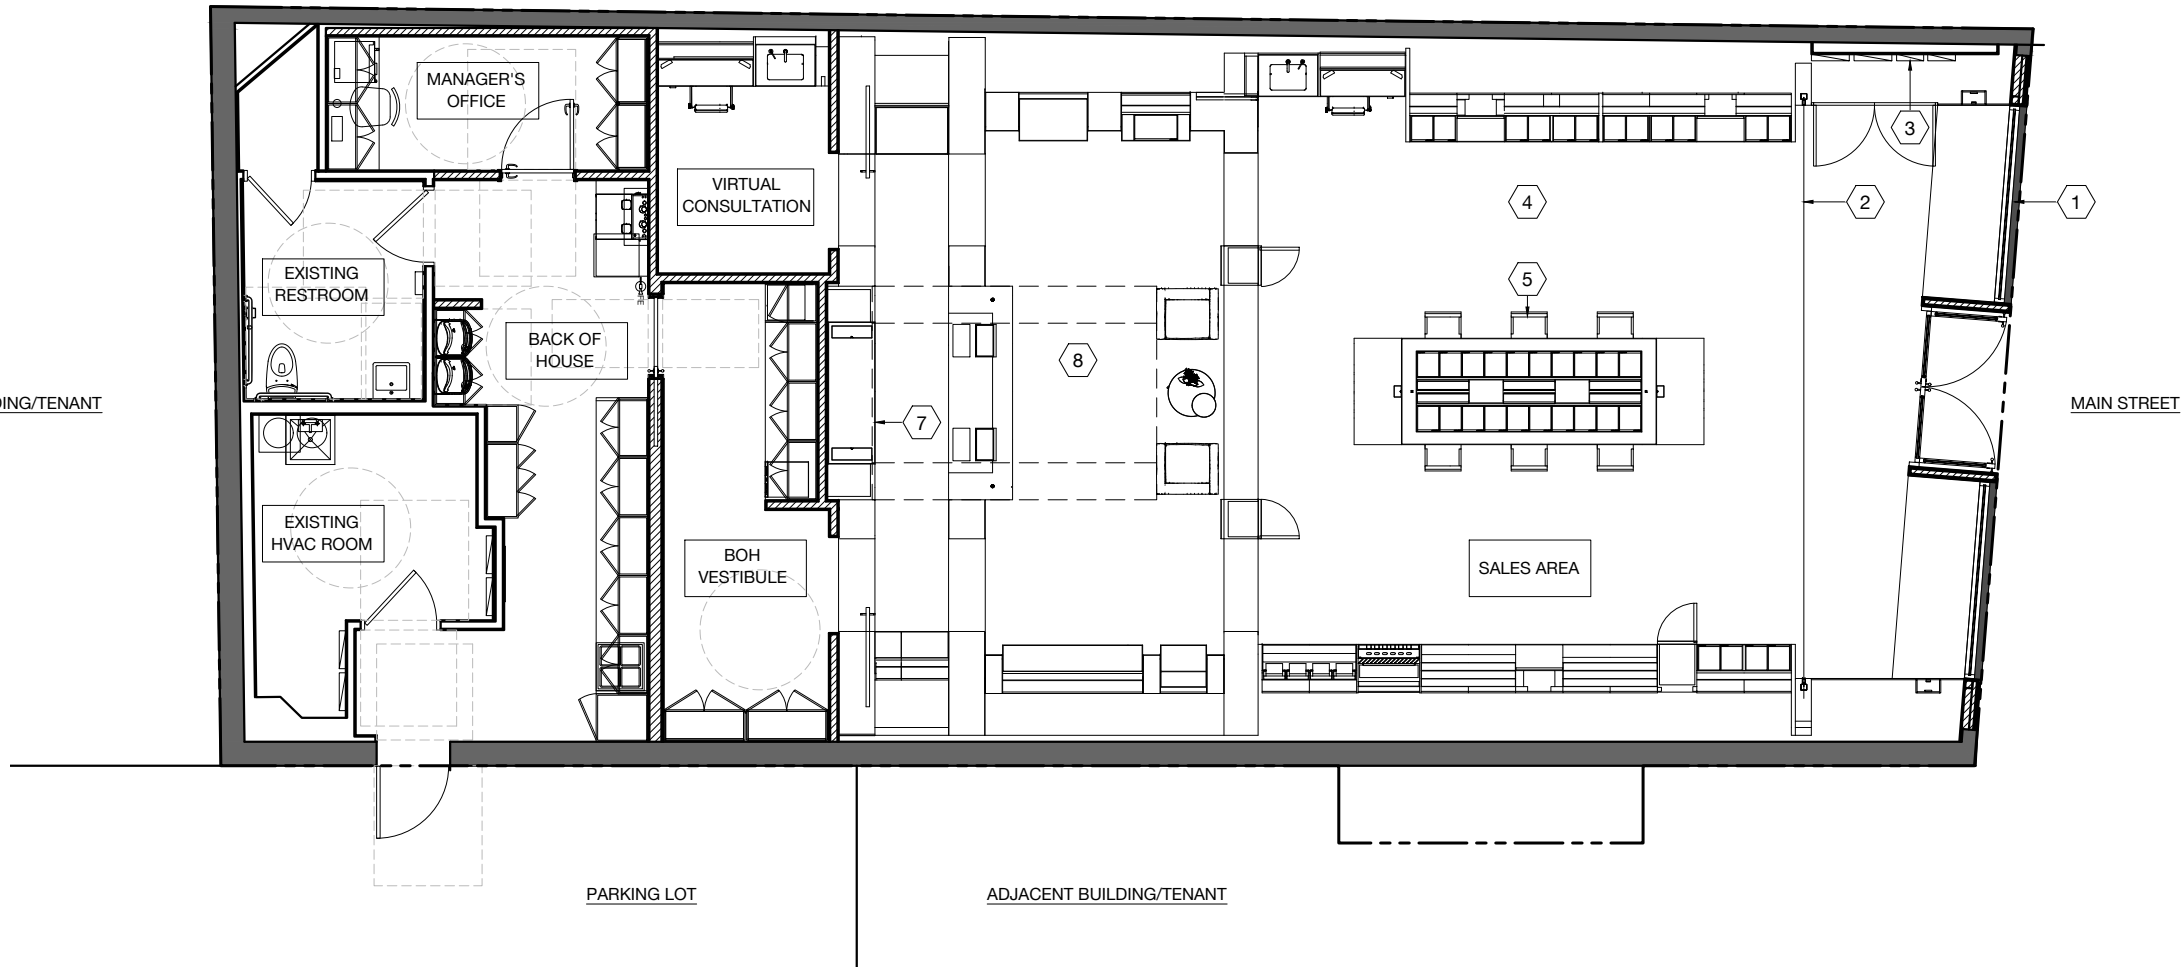 MANAGER'S
OFFICE
3
VIRTUAL
CONSULTATION
4
2
1
EXISTING
RESTROOM
5
BACK OF
HOUSE
8
DING/TENANT
MAIN STREET
7
EXISTING
HVAC ROOM
BOH
VESTIBULE
SALES AREA
PARKING LOT
ADJACENT BUILDING/TENANT